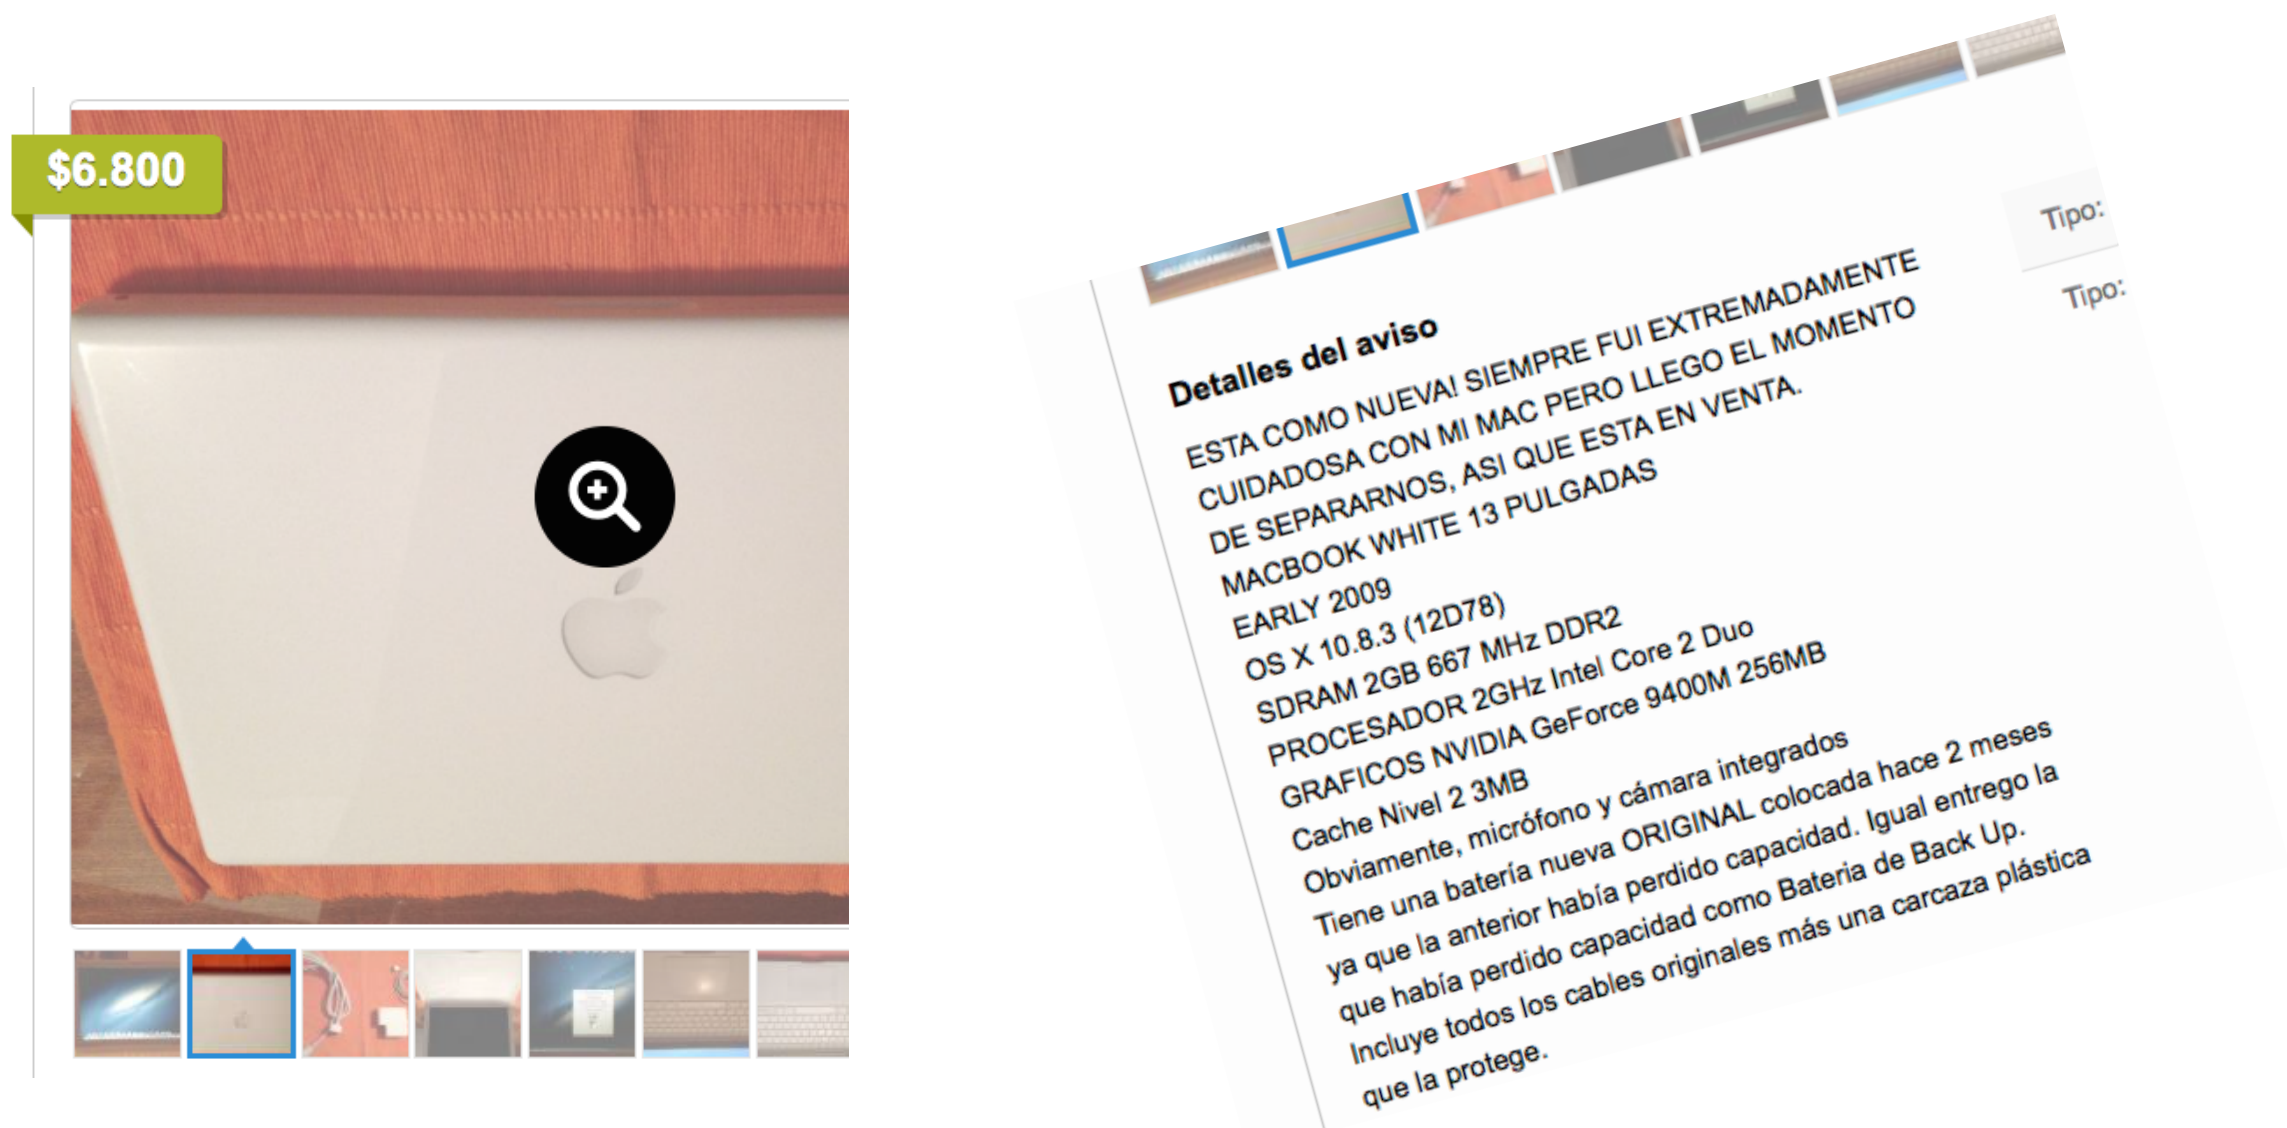 $6.800
Tipo:
Tipo:
Detalles del aviso
ESTA COMO NUEVA! SIEMPRE FUI EXTREMADAMENTE
CUIDADOSA CON MI MAC PERO LLEGO EL MOMENTO
DE SEPARARNOS, ASI QUE ESTA EN VENTA.
MACBOOK WHITE 13 PULGADAS
EARLY 2009
OS X 10.8.3 (12D78)
SDRAM 2GB 667 MHz DDR2
PROCESADOR 2GHz Intel Core 2 Duo
GRAFICOS NVIDIA GeForce 9400M 256MB
Cache Nivel 2 3MB
Obviamente, micrófono y cámara integrados
Tiene una batería nueva ORIGINAL colocada hace 2 meses
ya que la anterior había perdido capacidad. Igual entrego la
que había perdido capacidad como Bateria de Back Up.
Incluye todos los cables originales más una carcaza plástica
que la protege.